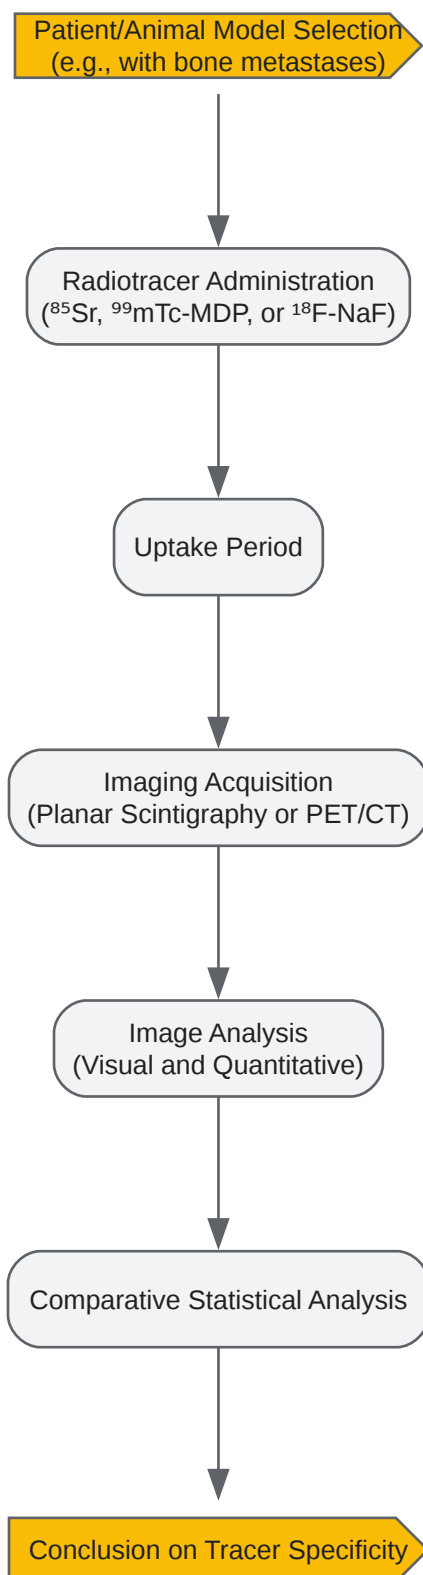 Patient/Animal Model Selection
(e.g., with bone metastases)
Radiotracer Administration
(⁸⁵Sr, ⁹⁹mTc-MDP, or ¹⁸F-NaF)
Uptake Period
Imaging Acquisition
(Planar Scintigraphy or PET/CT)
Image Analysis
(Visual and Quantitative)
Comparative Statistical Analysis
Conclusion on Tracer Specificity